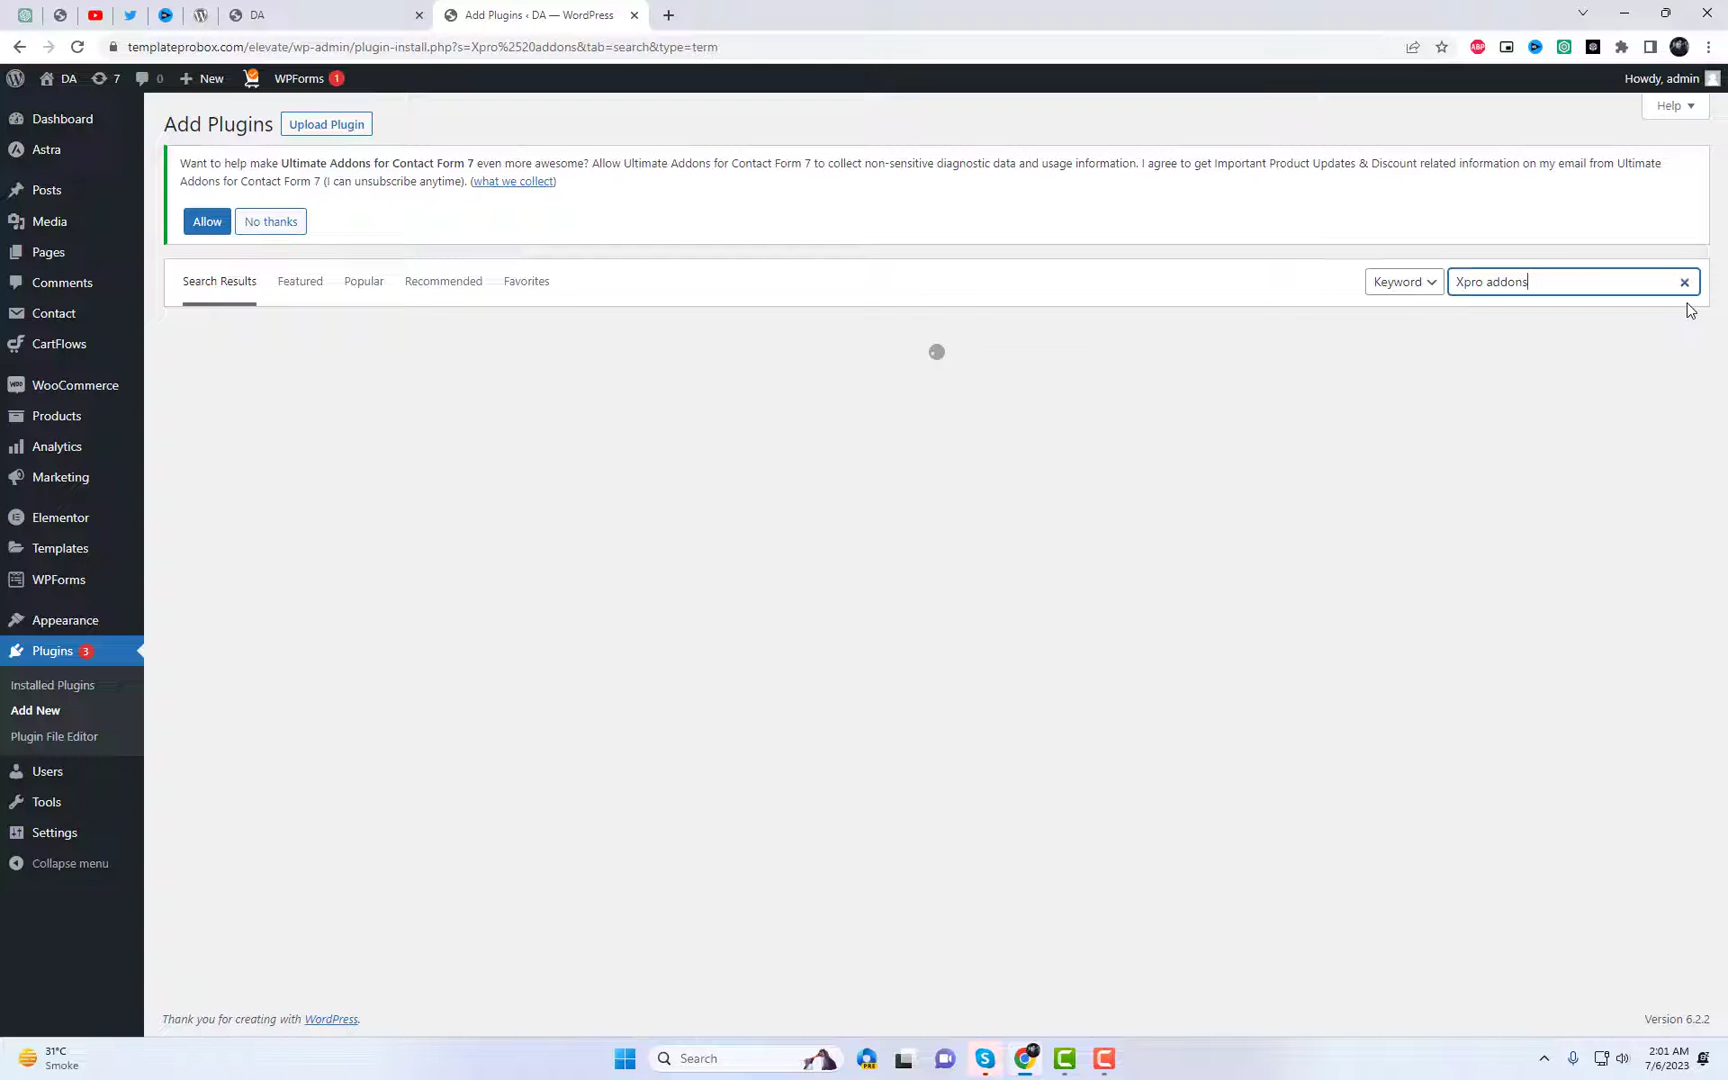 DA
Add Plugins ‹ DA — WordPress
templateprobox.com/elevate/wp-admin/plugin-install.php?s=Xpro%2520addons&tab=search&type=term
ABP
DA 7 0 New WPForms 1
Howdy, admin
Help
Dashboard
Astra
Posts
Media
Pages
Comments
Contact
CartFlows
WooCommerce
Products
Analytics
Marketing
Elementor
Templates
WPForms
Appearance
Plugins 3
Installed Plugins
Add New
Plugin File Editor
Users
Tools
Settings
Collapse menu
Add Plugins Upload Plugin
Want to help make Ultimate Addons for Contact Form 7 even more awesome? Allow Ultimate Addons for Contact Form 7 to collect non-sensitive diagnostic data and usage information. I agree to get Important Product Updates & Discount related information on my email from Ultimate
Addons for Contact Form 7 (I can unsubscribe anytime). (what we collect)
Allow No thanks
Search Results Featured Popular Recommended Favorites Keyword Xpro addons
Thank you for creating with WordPress.
Version 6.2.2
31°C
Smoke
Search
PRE
2:01 AM
7/6/2023